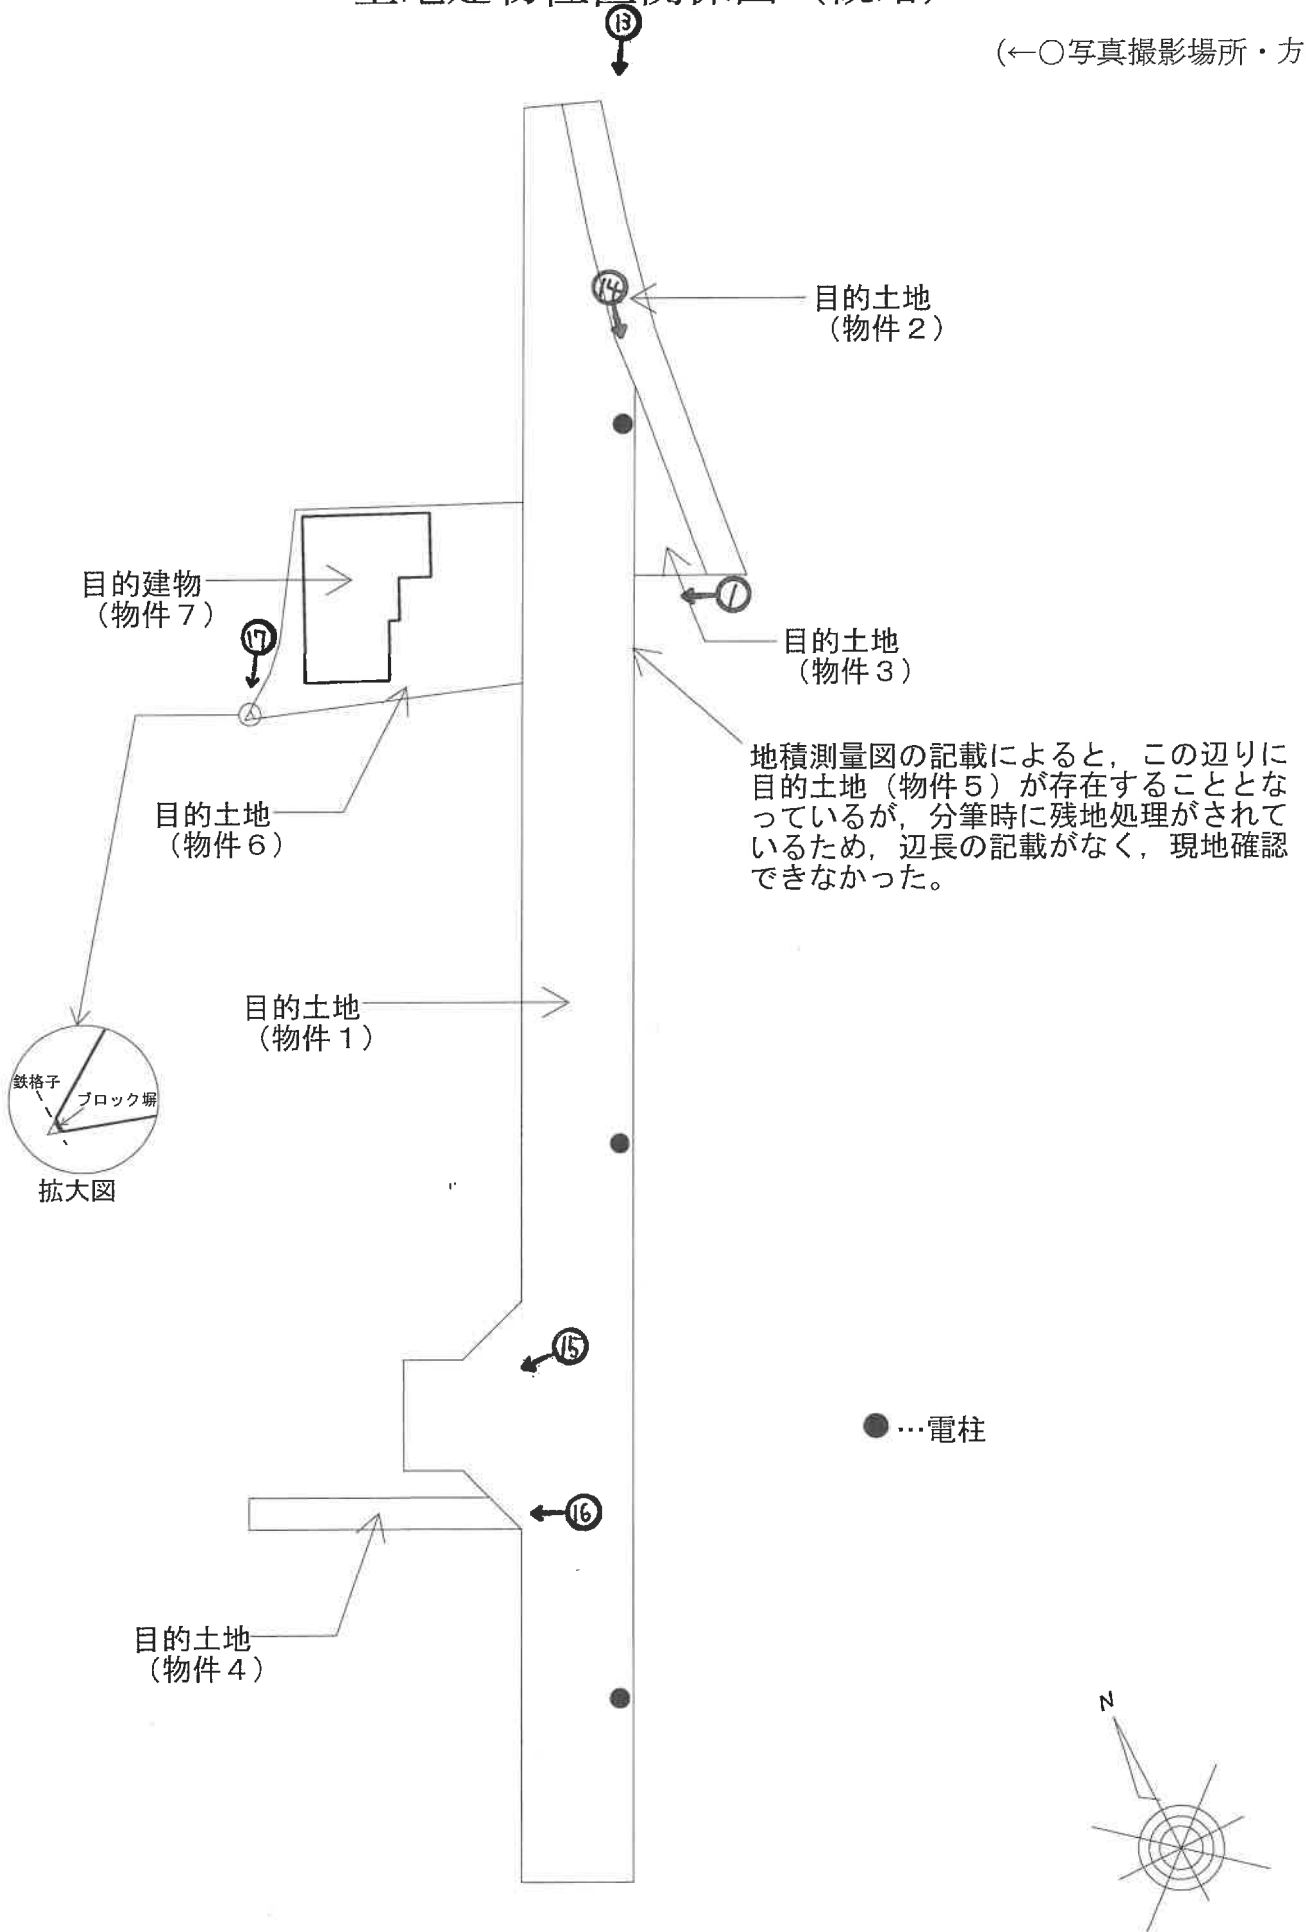 ⑬
(←○写真撮影場所・方
⑭
目的土地
（物件２）
目的建物
（物件７）
⑰
①
目的土地
（物件３）
地積測量図の記載によると，この辺りに
目的土地（物件５）が存在することとな
っているが，分筆時に残地処理がされて
いるため，辺長の記載がなく，現地確認
できなかった。
目的土地
（物件６）
目的土地
（物件１）
鉄格子
ブロック塀
拡大図
⑮
●…電柱
⑯
目的土地
（物件４）
N